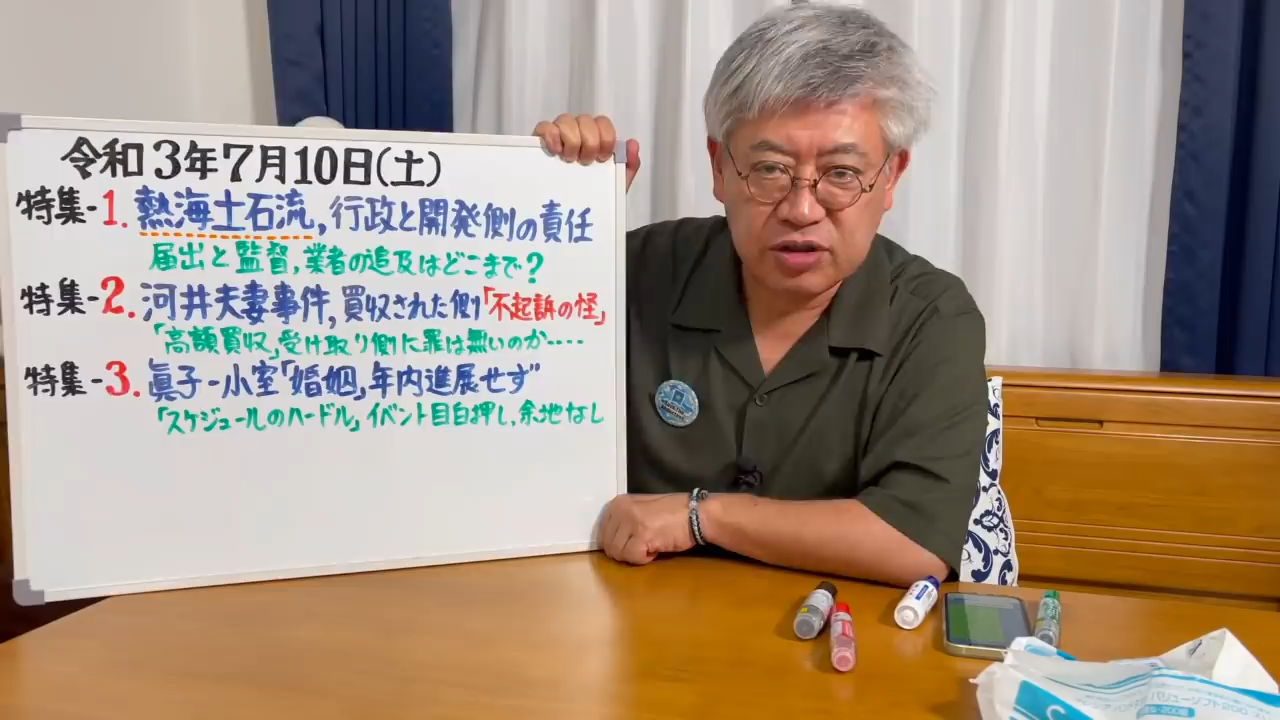 令和3年7月10日(土)
特集-1.熱海土石流,行政と開発側の責任
届出と監督,業者の追及はどこまで?
特集-2.河井夫妻事件,買収された側「不起訴の怪」
「高額買収」受け取り側に罪は無いのか····
特集-3.眞子-小室「婚姻」年内進展せず
「スケジュールのハードル」イベント目白押し,余地なし